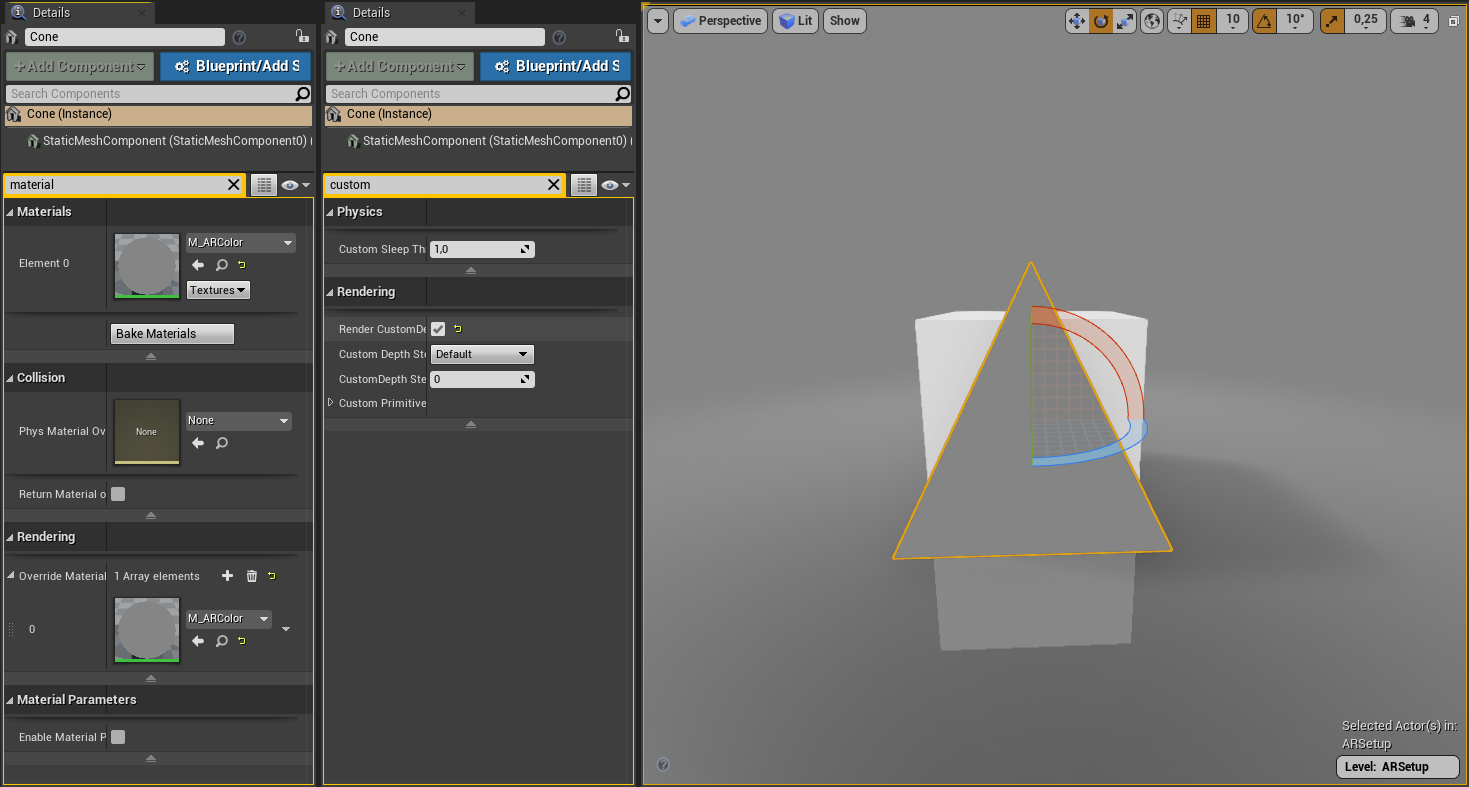 Details
Cone
+Add Component
Blueprint/Add S
Search Components
Cone (Instance)
StaticMeshComponent (StaticMeshComponent0) (
material
Materials
Element 0
M_ARColor
Textures
Bake Materials
Collision
Phys Material Ov
None
None
Return Material o
Rendering
Override Material
1 Array elements
0
M_ARColor
Material Parameters
Enable Material P
Details
Cone
+Add Component
Blueprint/Add S
Search Components
Cone (Instance)
StaticMeshComponent (StaticMeshComponent0) (
custom
Physics
Custom Sleep Th
1,0
Rendering
Render CustomDe
Custom Depth Ste
Default
CustomDepth Ste
0
Custom Primitive
Perspective
Lit
Show
10
10°
0,25
4
Selected Actor(s) in:
ARSetup
Level: ARSetup